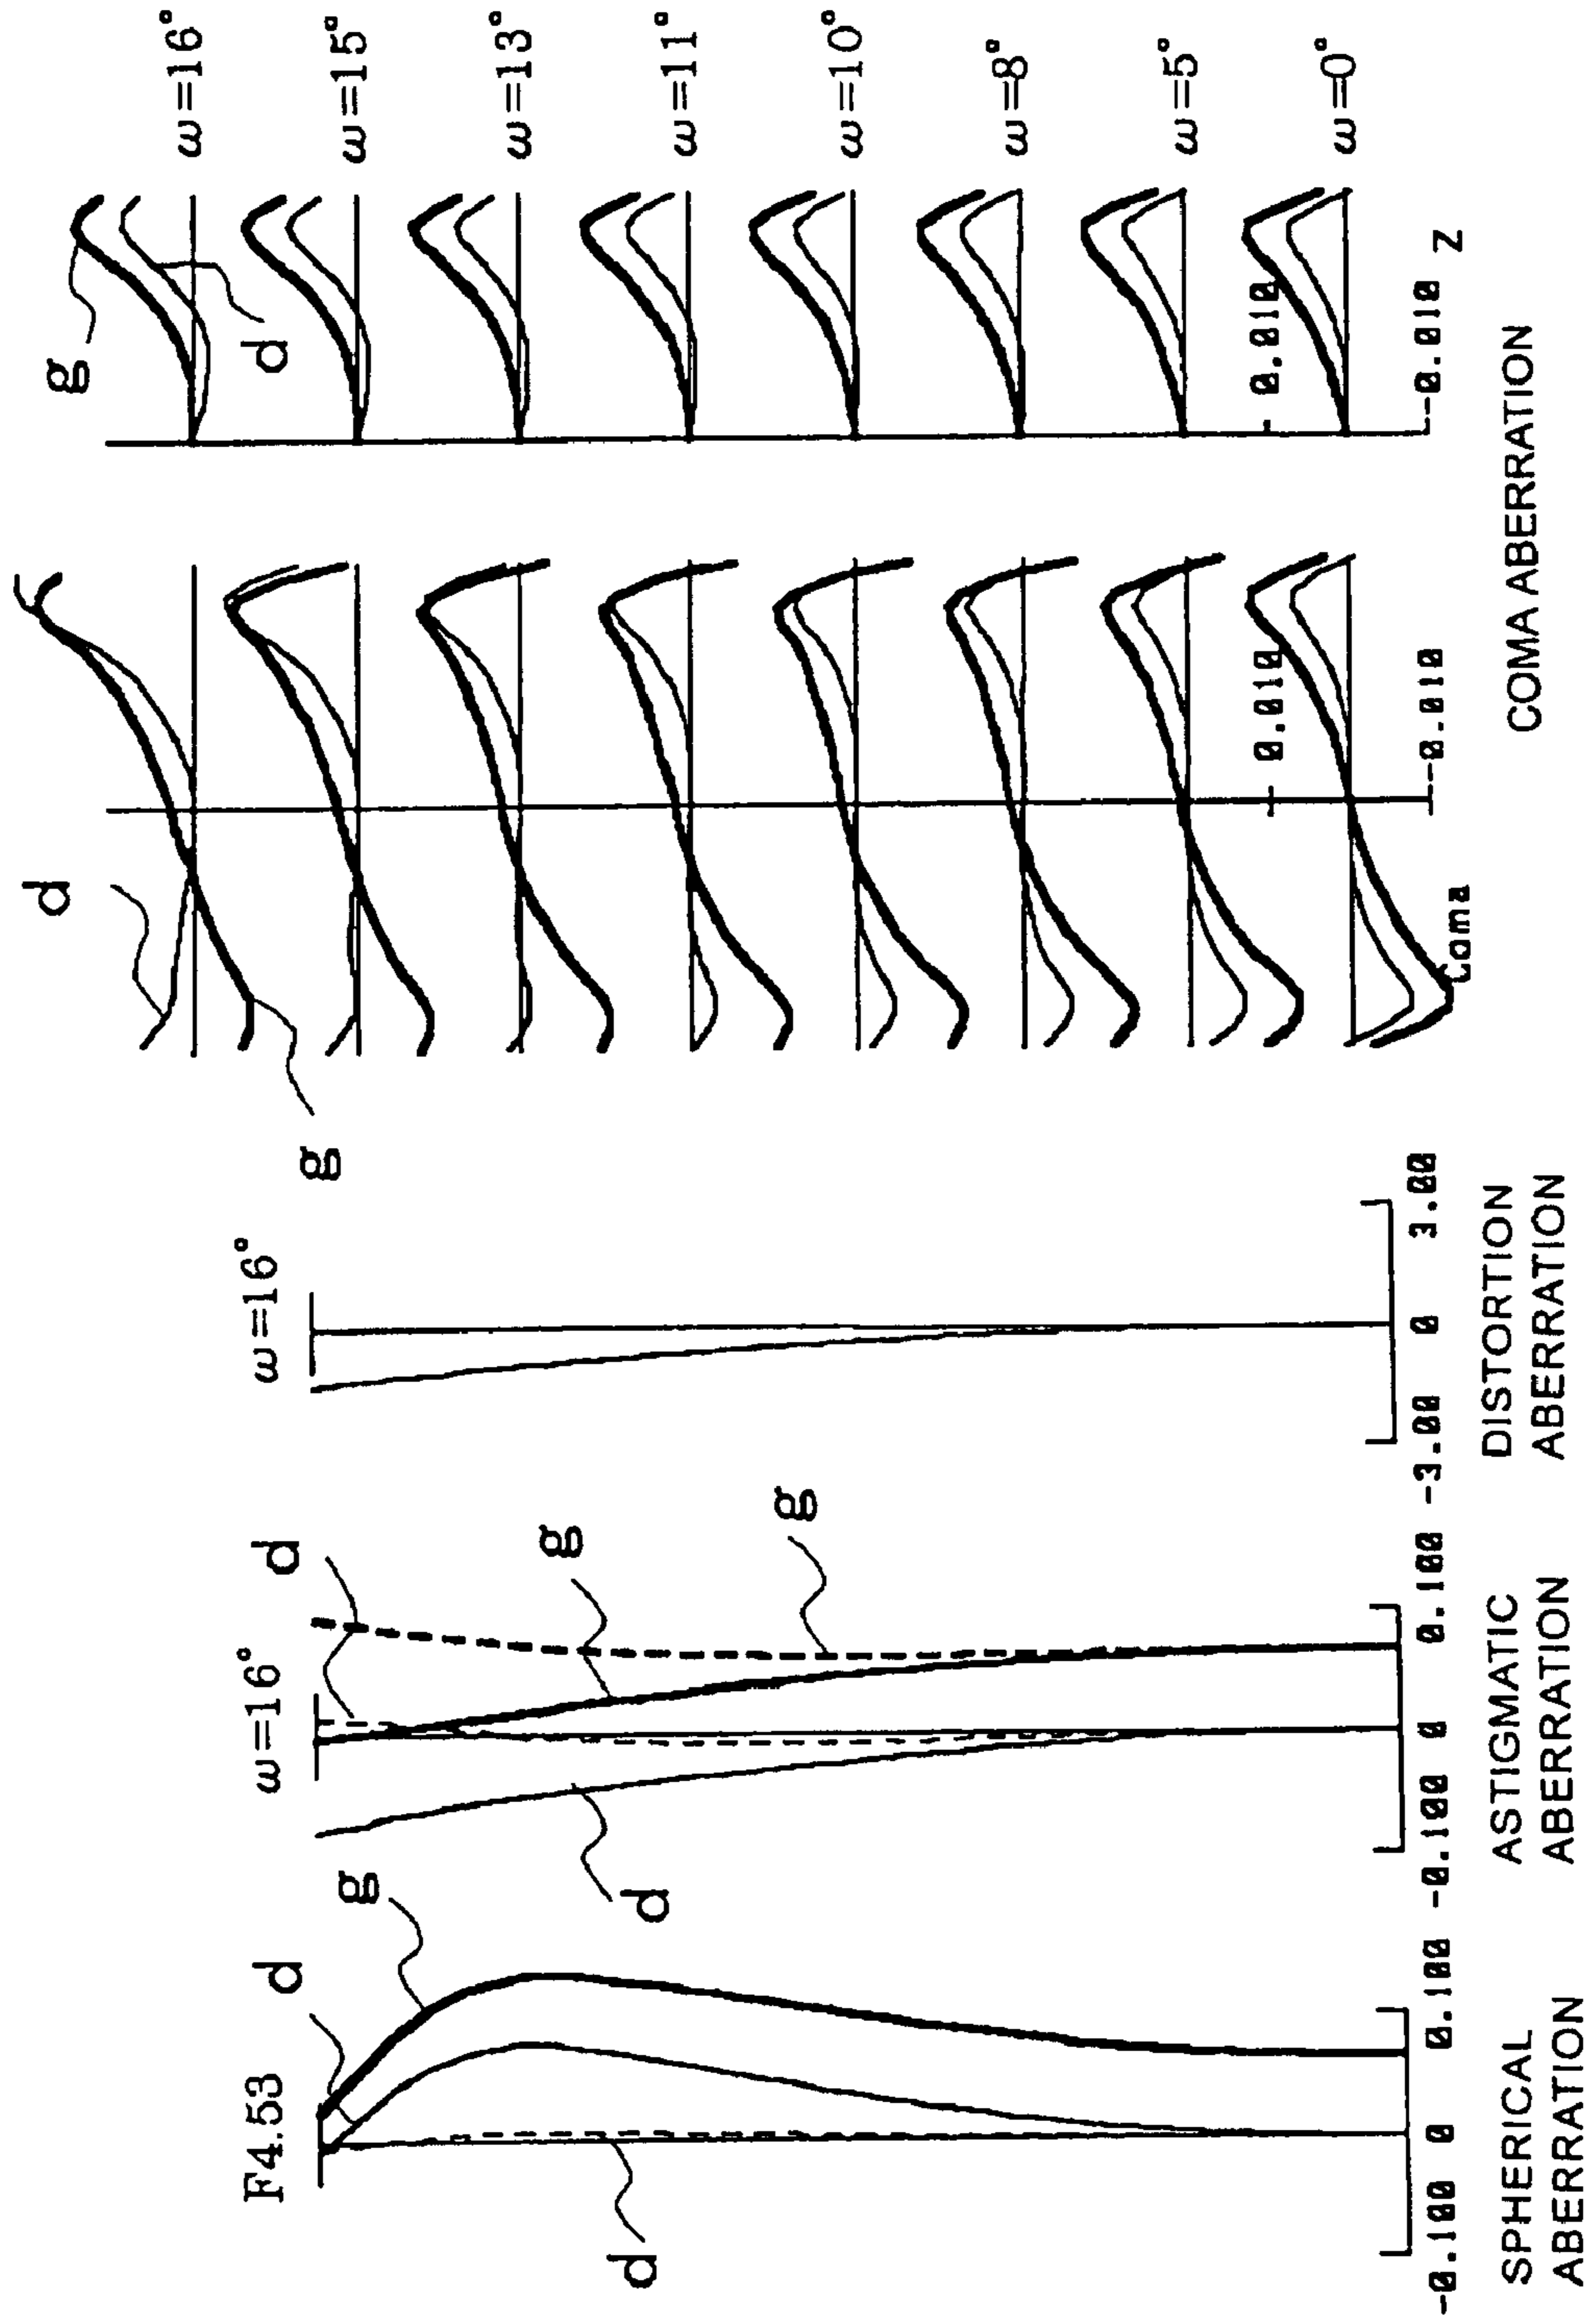 F4.53
d
g
d
-0.100 0 0.100
SPHERICAL
ABERRATION
ω=16°
d
g
g
d
-0.100 0 0.100
ASTIGMATIC
ABERRATION
ω=16°
-3.00 0 3.00
DISTORTION
ABERRATION
d
g
0.010
-0.010
Coma
g
d
0.010
-0.010
Z
ω=16°
ω=15°
ω=13°
ω=11°
ω=10°
ω=8°
ω=5°
ω=0°
COMA ABERRATION